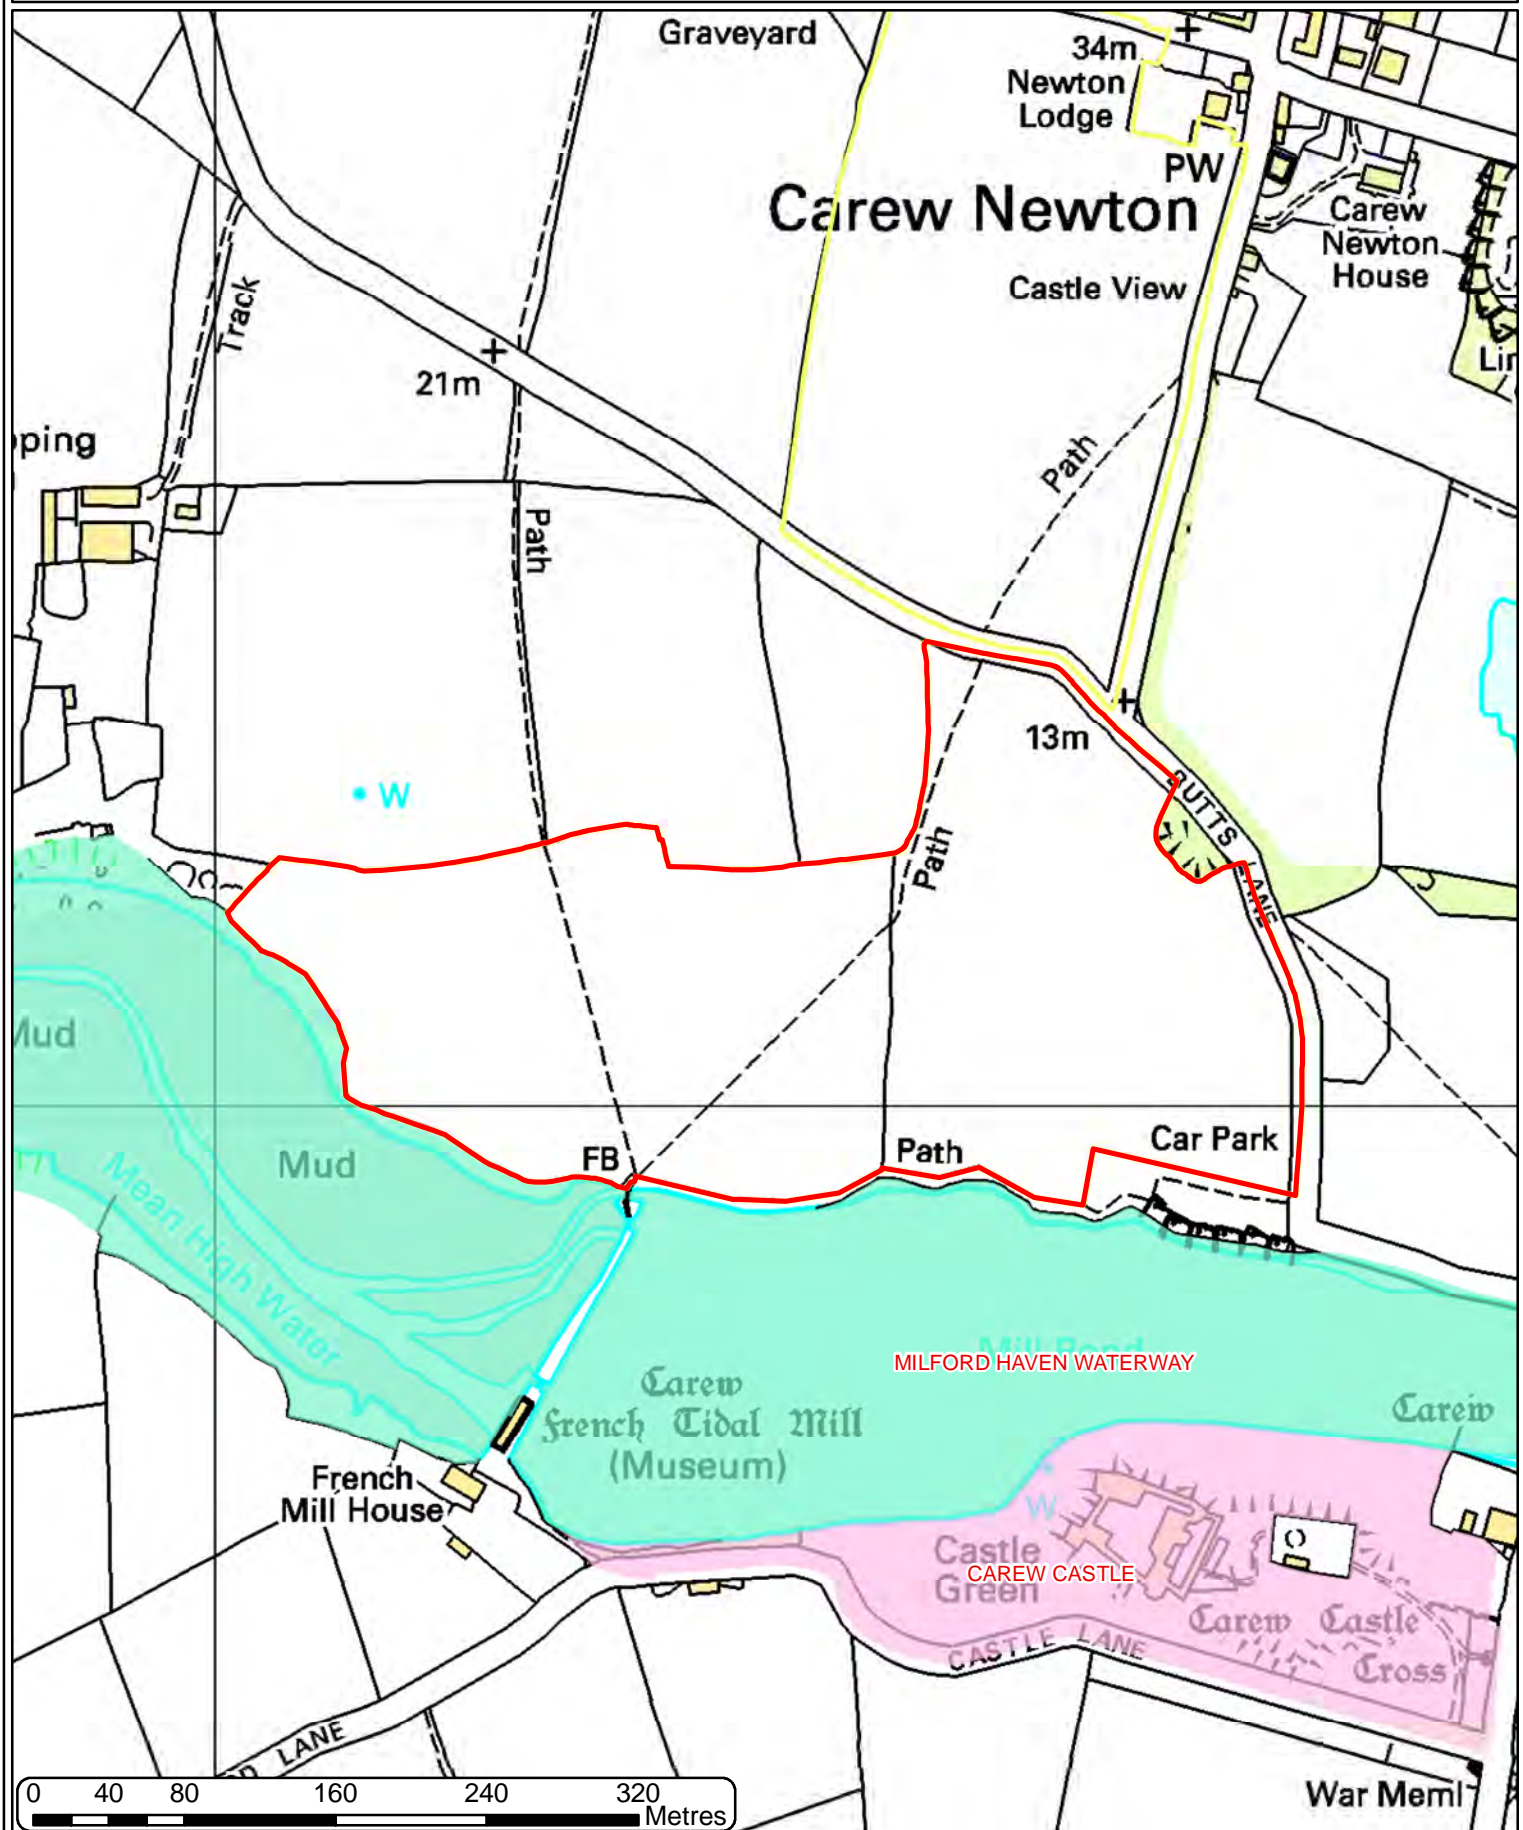 Graveyard
34m
Newton
Lodge
PW
Carew Newton
Carew
Newton
House
Castle View
Track
21m
Path
Path
13m
W
BUTTS LANE
Path
Mud
Mud
FB
Path
Car Park
Mean High Water
Mill Pond
MILFORD HAVEN WATERWAY
Carew
French Tidal Mill
(Museum)
Carew
French
Mill House
W
Castle
Green
CAREW CASTLE
Carew Castle
Cross
CASTLE LANE
LANE
War Meml
0 40 80 160 240 320
Metres